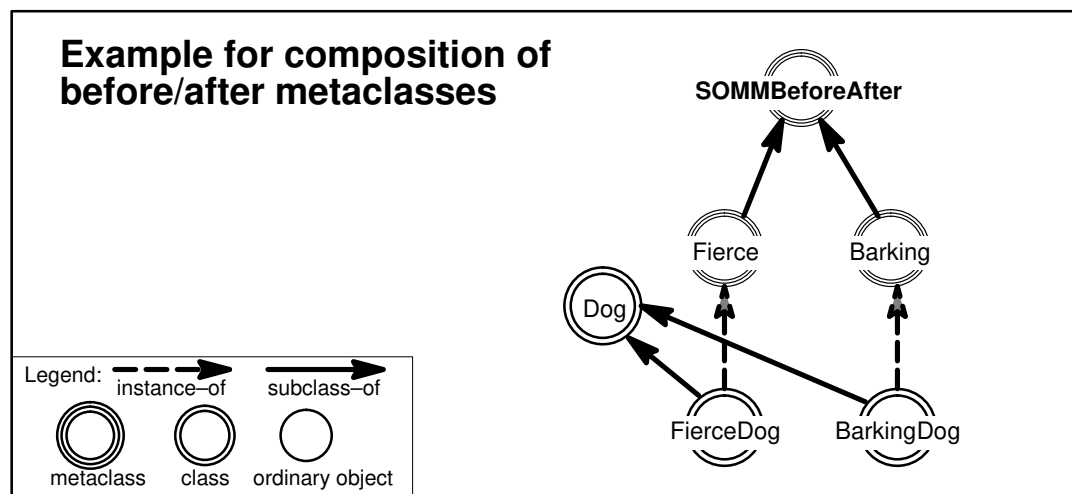 Example for composition of
before/after metaclasses
SOMMBeforeAfter
Fierce
Barking
Dog
FierceDog
BarkingDog
Legend:
instance–of
subclass–of
metaclass
class
ordinary object